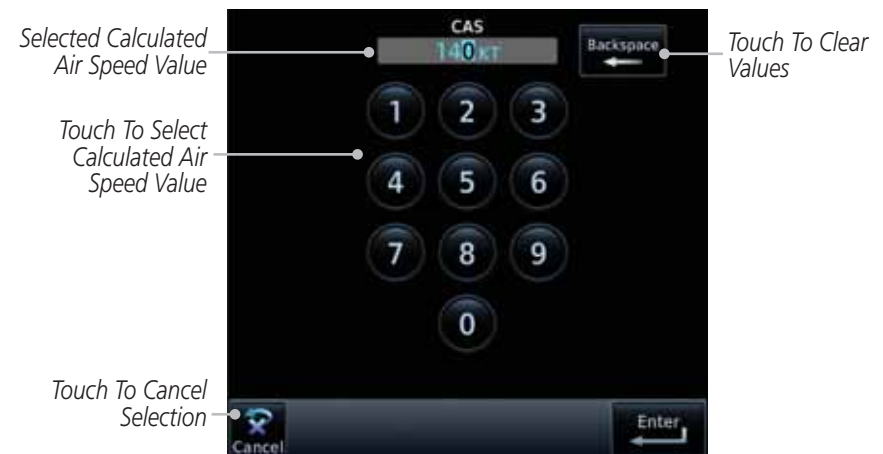 Selected Calculated
Air Speed Value
CAS
140KT
Backspace
Touch To Clear
Values
Touch To Select
Calculated Air
Speed Value
1 2 3
4 5 6
7 8 9
0
Touch To Cancel
Selection
Cancel
Enter